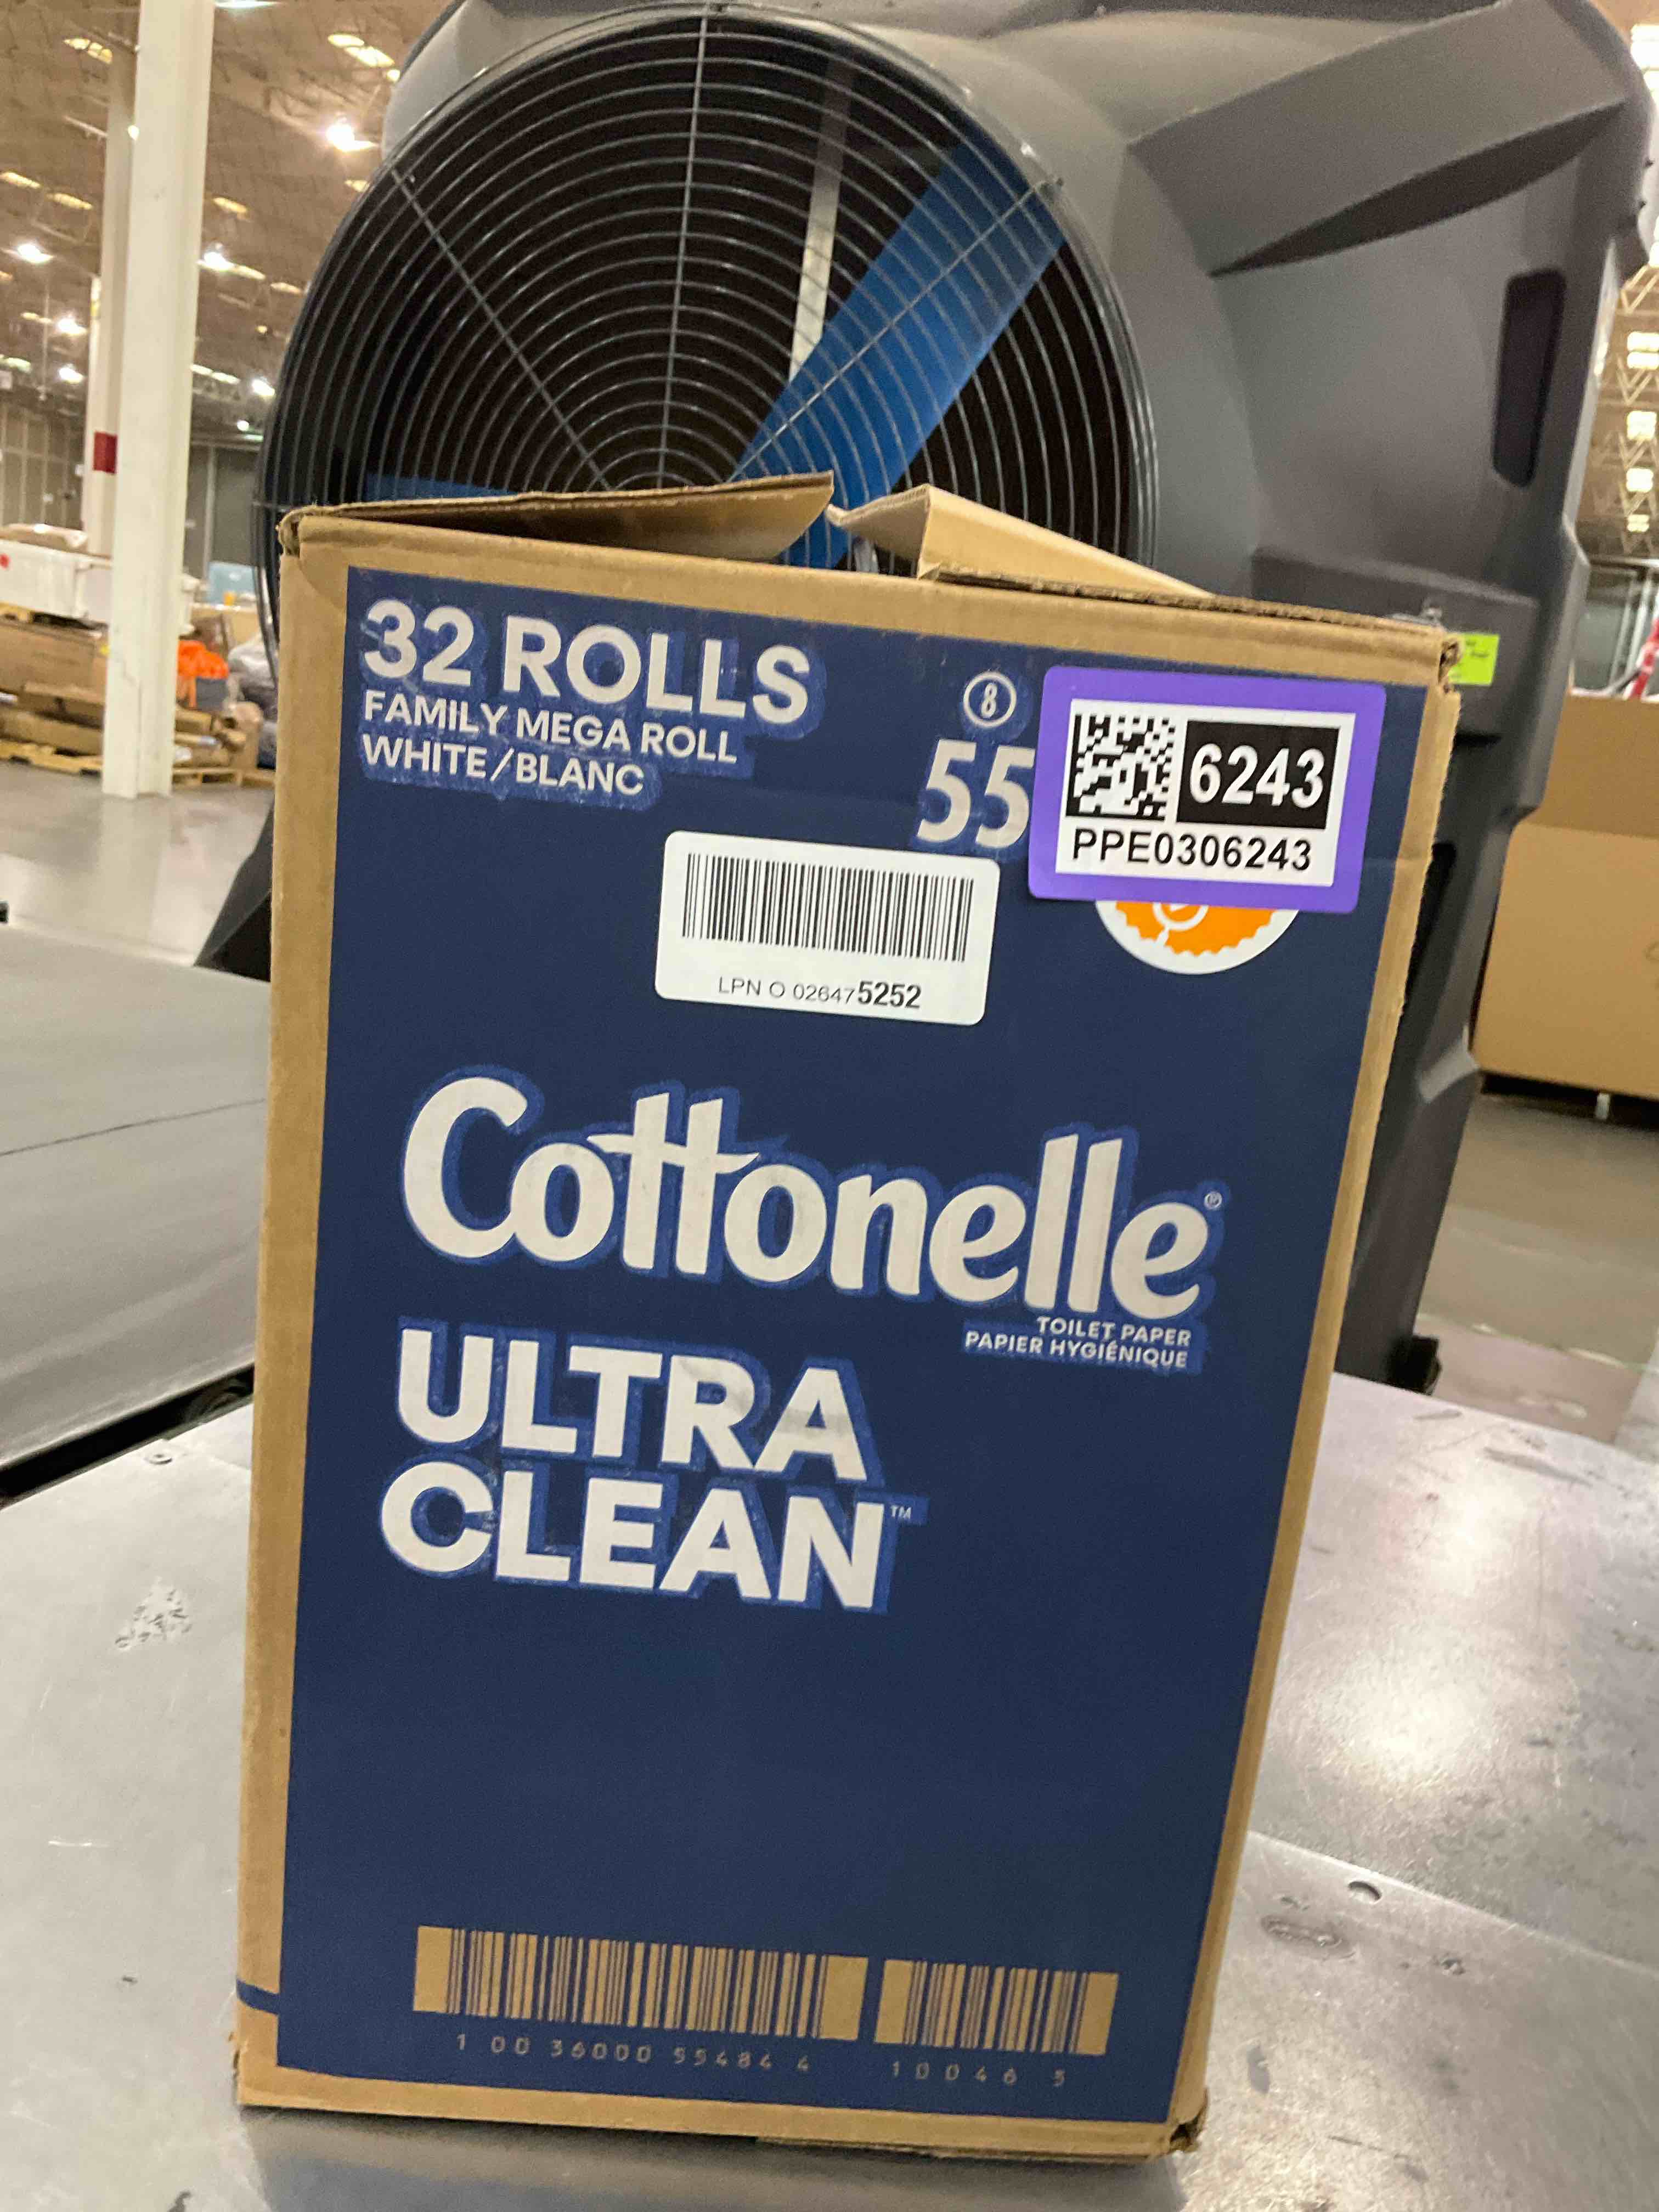 32 ROLLS
FAMILY MEGA ROLL
WHITE/BLANC
8
55
6243
PPE0306243
LPN O 026475252
Cottonelle®
TOILET PAPER
PAPIER HYGIÉNIQUE
ULTRA
CLEAN™
1 00 36000 55484 4
10046 5